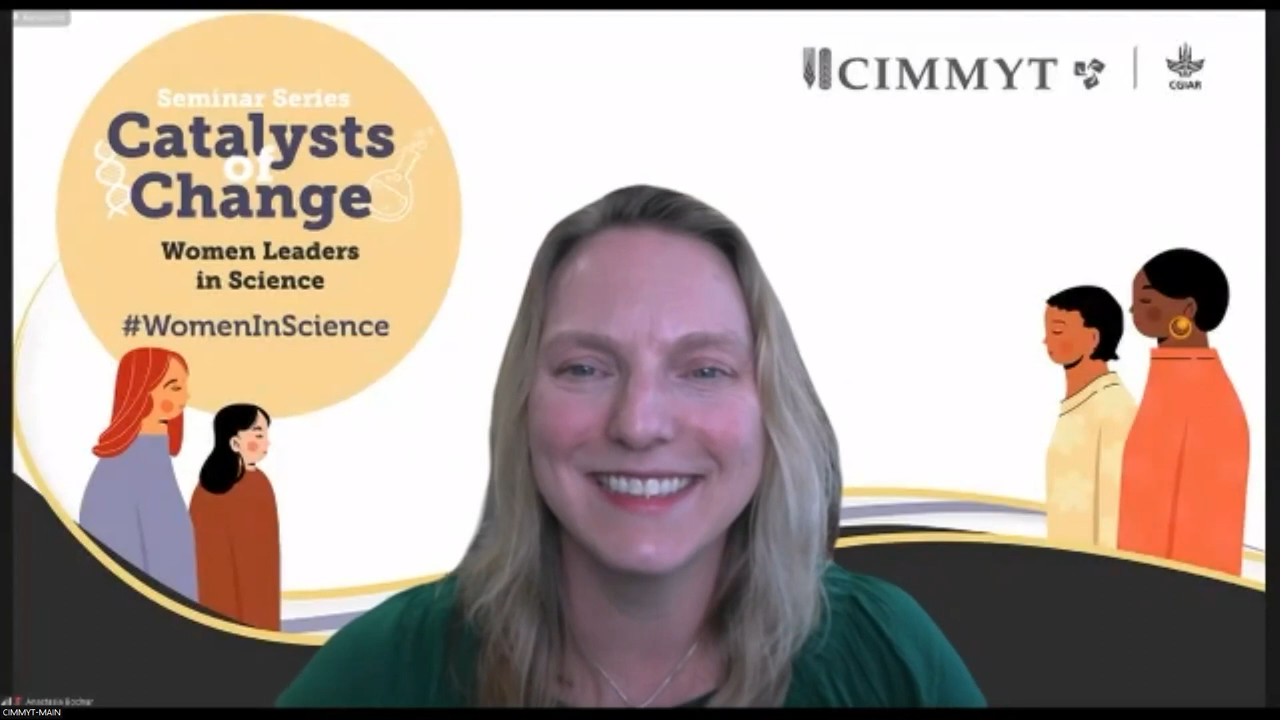 Seminar Series
Catalysts
of
Change
Women Leaders
in Science
#WomenInScience
CIMMYT
CGIAR
CIMMYT-MAIN